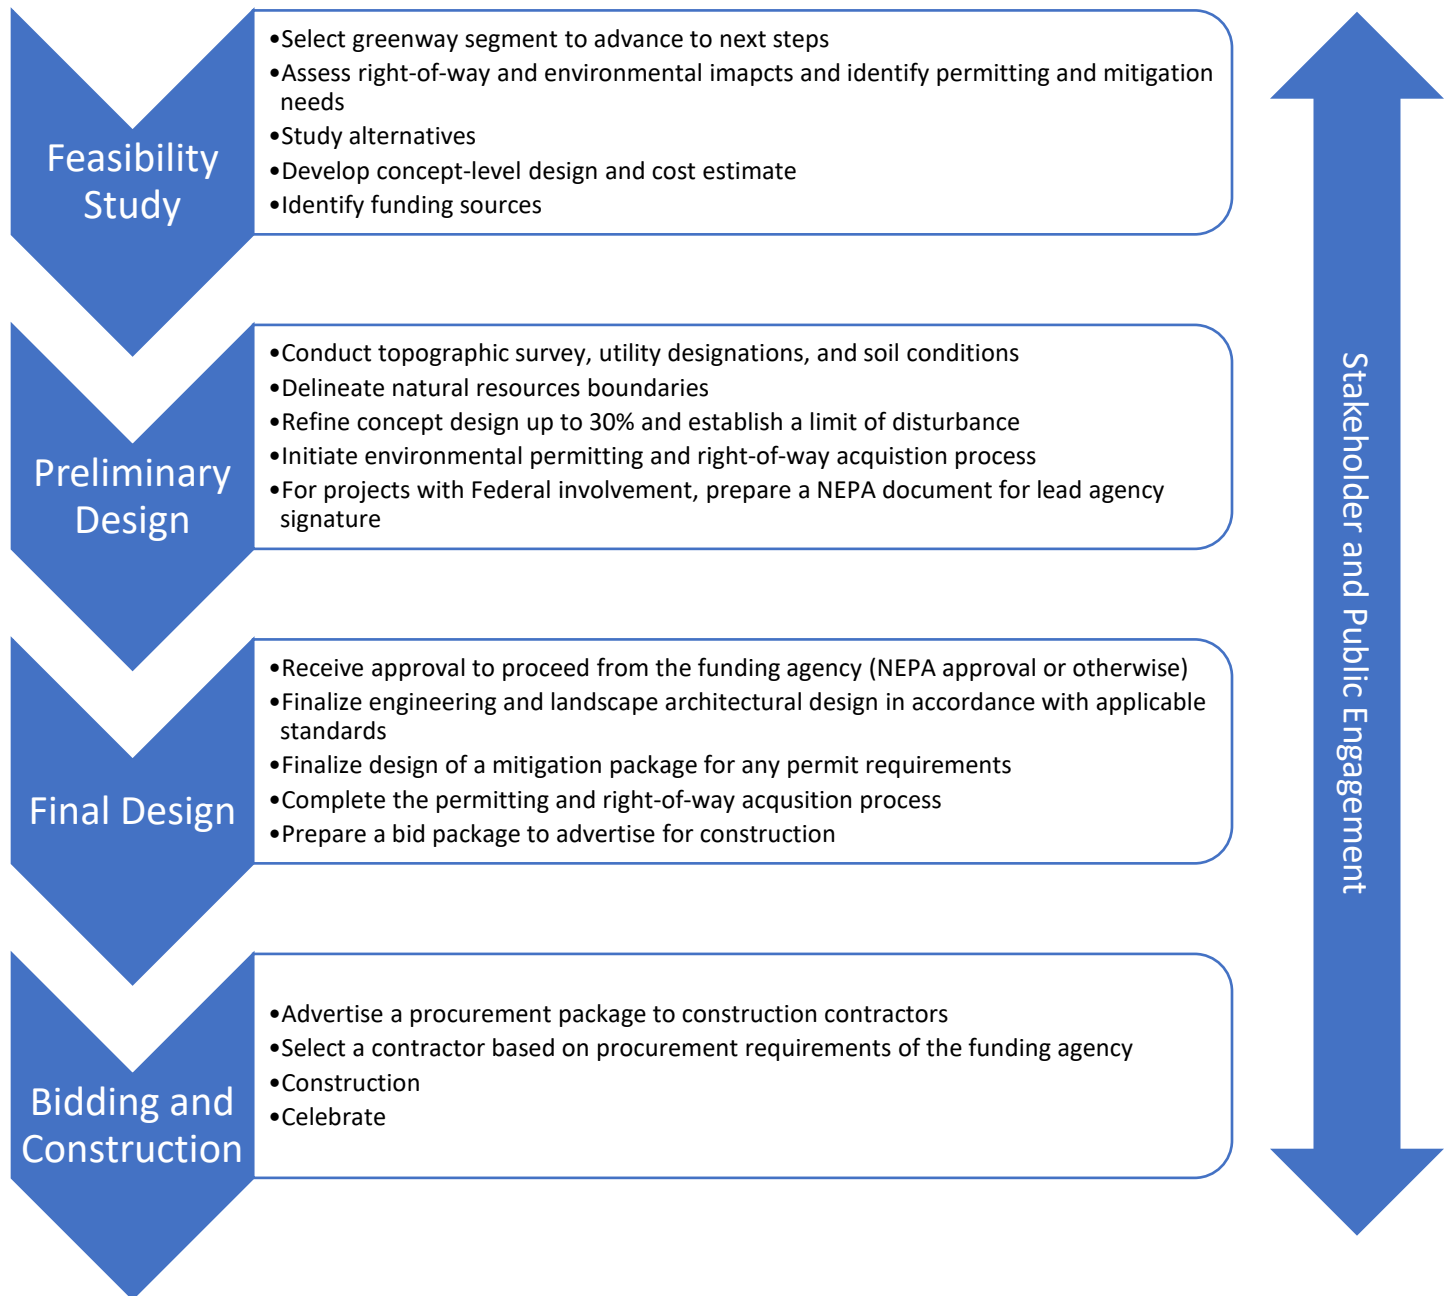 Feasibility
Study
•Select greenway segment to advance to next steps
•Assess right-of-way and environmental imapcts and identify permitting and mitigation
needs
•Study alternatives
•Develop concept-level design and cost estimate
•Identify funding sources
Preliminary
Design
•Conduct topographic survey, utility designations, and soil conditions
•Delineate natural resources boundaries
•Refine concept design up to 30% and establish a limit of disturbance
•Initiate environmental permitting and right-of-way acquistion process
•For projects with Federal involvement, prepare a NEPA document for lead agency
signature
Final Design
•Receive approval to proceed from the funding agency (NEPA approval or otherwise)
•Finalize engineering and landscape architectural design in accordance with applicable
standards
•Finalize design of a mitigation package for any permit requirements
•Complete the permitting and right-of-way acqusition process
•Prepare a bid package to advertise for construction
Bidding and
Construction
•Advertise a procurement package to construction contractors
•Select a contractor based on procurement requirements of the funding agency
•Construction
•Celebrate
Stakeholder and Public Engagement